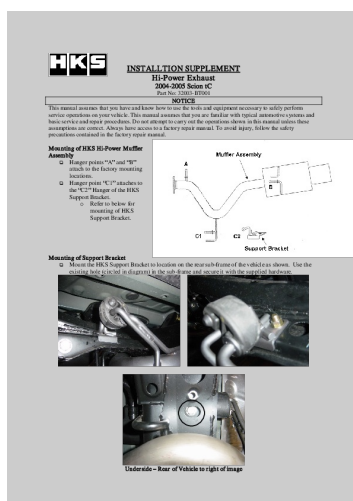 HKS
INSTALLTION SUPPLEMENT
Hi-Power Exhaust
2004-2005 Scion tC
Part No: 32003-BT001
NOTICE
This manual assumes that you have and know how to use the tools and equipment necessary to safely perform
service operations on your vehicle. This manual assumes that you are familiar with typical automotive systems and
basic service and repair procedures. Do not attempt to carry out the operations shown in this manual unless these
assumptions are correct. Always have access to a factory repair manual. To avoid injury, follow the safety
precautions contained in the factory repair manual.
Mounting of HKS Hi-Power Muffler
Assembly
Hanger points "A" and "B"
attach to the factory mounting
locations.
Hanger point "C1" attaches to
the "C2" Hanger of the HKS
Support Bracket.
Refer to below for
mounting of HKS
Support Bracket.
A
Muffler Assembly
B
C1
C2
Support Bracket
Mounting of Support Bracket
Mount the HKS Support Bracket to location on the rear sub-frame of the vehicle as shown. Use the
existing hole (circled in diagram) in the sub-frame and secure it with the supplied hardware.
Underside ~ Rear of Vehicle to right of image